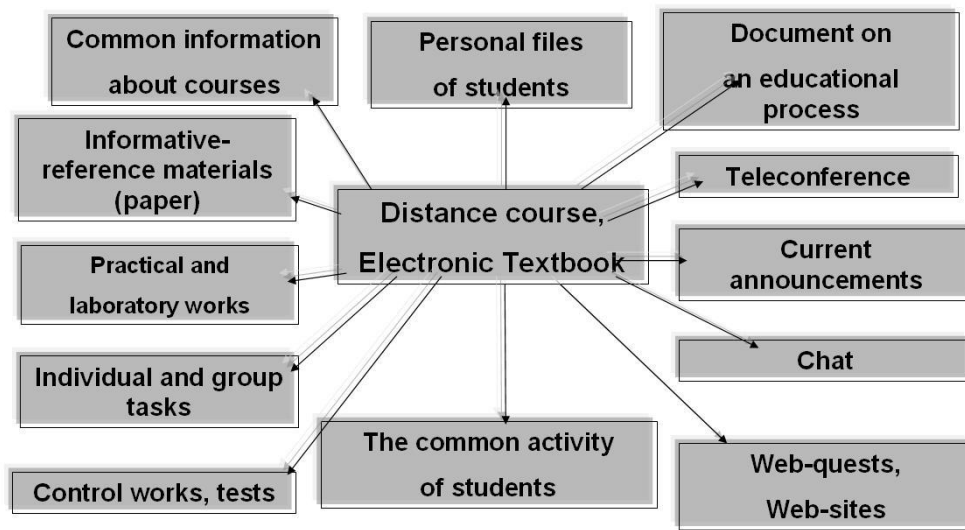 Common information
about courses
Personal files
of students
Document on
an educational
process
Informative-
reference materials
(paper)
Teleconference
Distance course,
Electronic Textbook
Practical and
laboratory works
Current
announcements
Individual and group
tasks
Chat
The common activity
of students
Control works, tests
Web-quests,
Web-sites